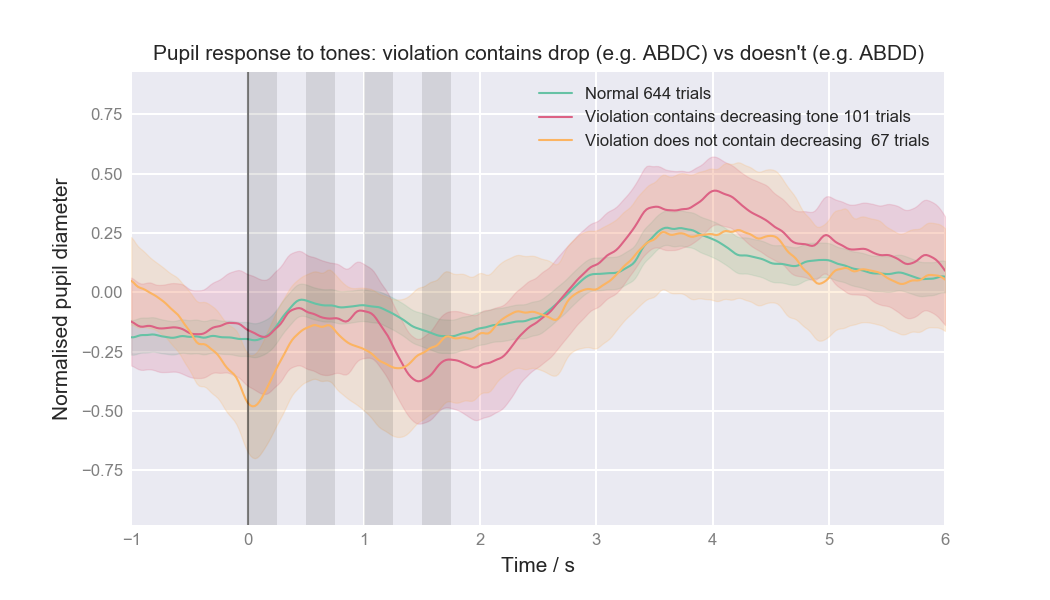 Pupil response to tones: violation contains drop (e.g. ABDC) vs doesn't (e.g. ABDD)
Normal 644 trials
Violation contains decreasing tone 101 trials
Violation does not contain decreasing  67 trials
Normalised pupil diameter
0.75
0.50
0.25
0.00
−0.25
−0.50
−0.75
−1 0 1 2 3 4 5 6
Time / s